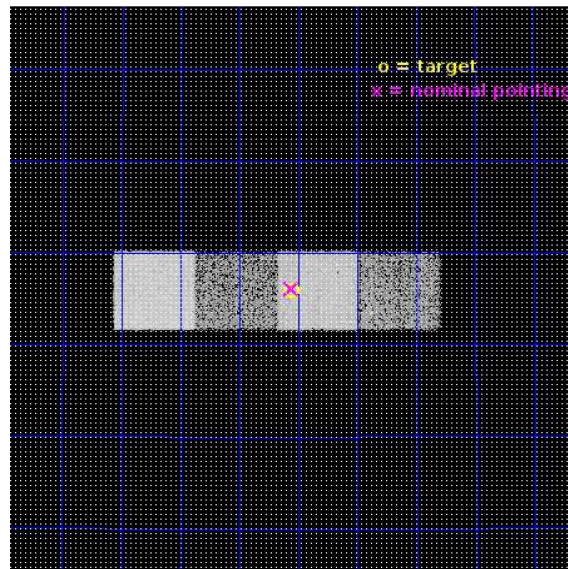 o = target
x = nominal pointing